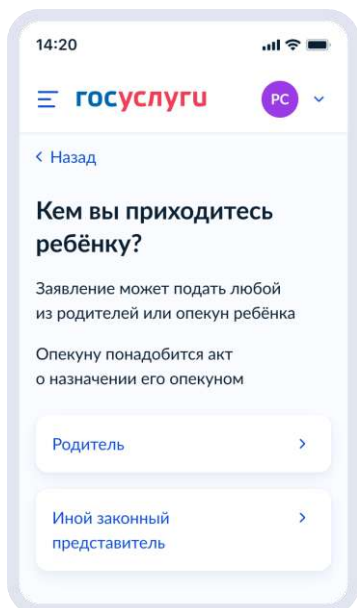 14:20
госуслуги
РС
Назад
Кем вы приходитесь
ребёнку?
Заявление может подать любой
из родителей или опекун ребёнка
Опекуну понадобится акт
о назначении его опекуном
Родитель
Иной законный
представитель